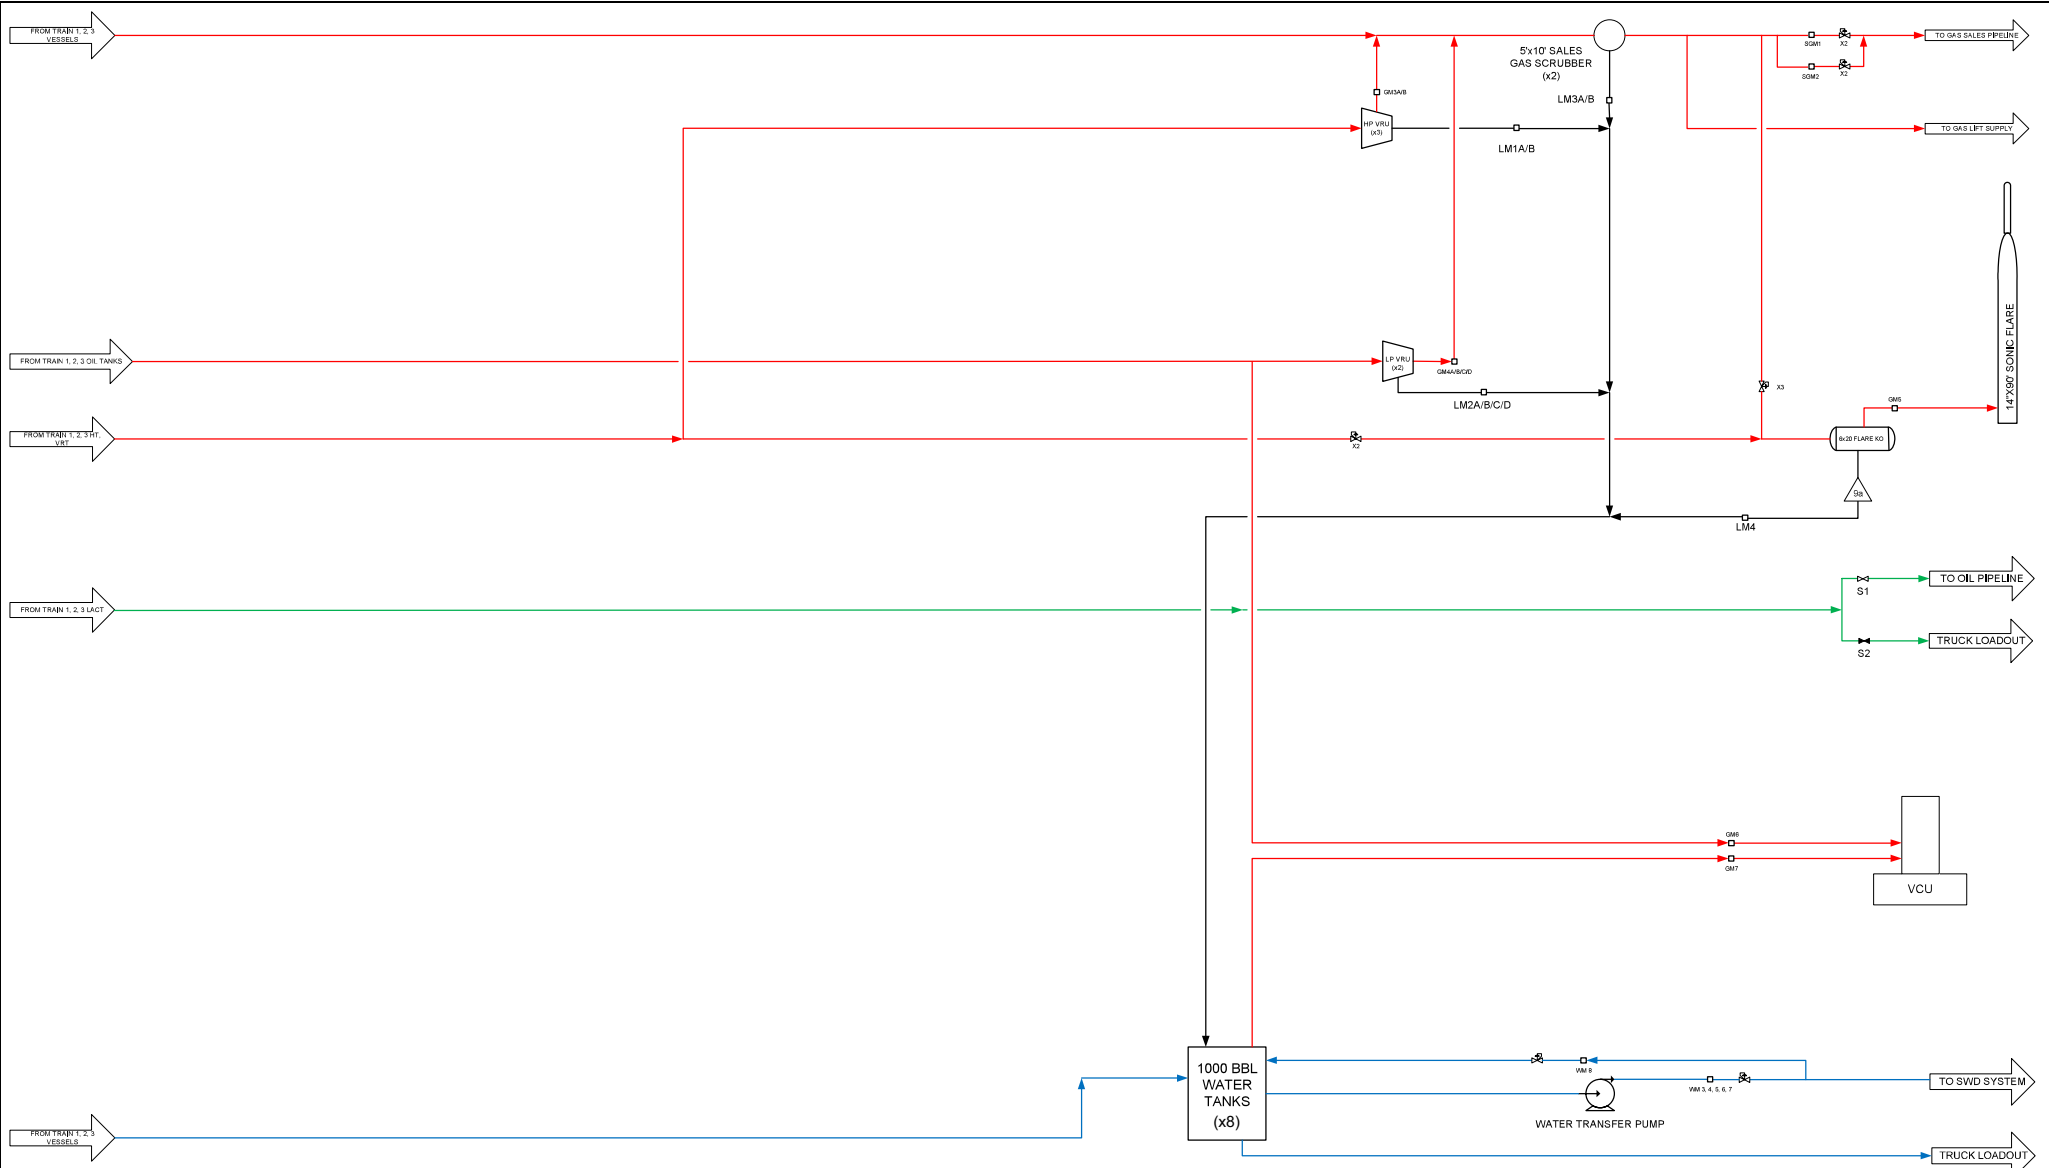 FROM TRAIN 1, 2, 3
VESSELS
5'x10' SALES
GAS SCRUBBER
(x2)
SGM1
X2
TO GAS SALES PIPELINE
SGM2
X2
GM3A/B
LM3A/B
HP VRU
(x3)
LM1A/B
TO GAS LIFT SUPPLY
14"X90' SONIC FLARE
FROM TRAIN 1, 2, 3 OIL TANKS
LP VRU
(x2)
GM4A/B/C/D
LM2A/B/C/D
X3
GM5
FROM TRAIN 1, 2, 3 HT,
VRT
X2
6x20 FLARE KO
9a
LM4
FROM TRAIN 1, 2, 3 LACT
TO OIL PIPELINE
S1
TRUCK LOADOUT
S2
GM6
GM7
VCU
1000 BBL
WATER
TANKS
(x8)
WM 8
WM 3, 4, 5, 6, 7
TO SWD SYSTEM
WATER TRANSFER PUMP
FROM TRAIN 1, 2, 3
VESSELS
TRUCK LOADOUT